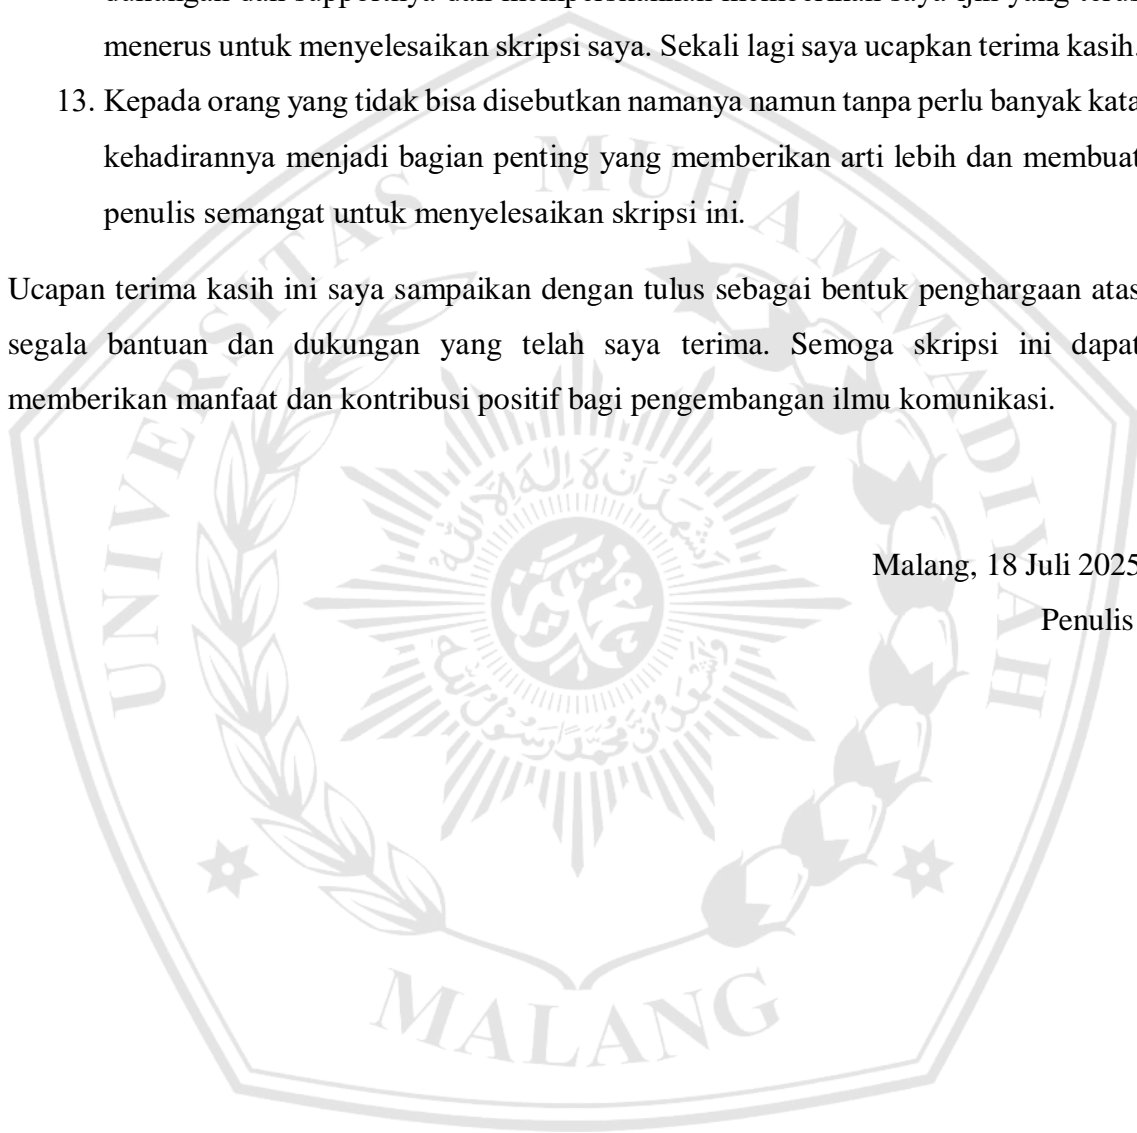 menerus untuk menyelesaikan skripsi saya. Sekali lagi saya ucapkan terima kasih.
13. Kepada orang yang tidak bisa disebutkan namanya namun tanpa perlu banyak kata
kehadirannya menjadi bagian penting yang memberikan arti lebih dan membuat
penulis semangat untuk menyelesaikan skripsi ini.
Ucapan terima kasih ini saya sampaikan dengan tulus sebagai bentuk penghargaan atas
segala bantuan dan dukungan yang telah saya terima. Semoga skripsi ini dapat
memberikan manfaat dan kontribusi positif bagi pengembangan ilmu komunikasi.
Malang, 18 Juli 2025
Penulis
UNIVERSITAS MUHAMMADIYAH
MALANG